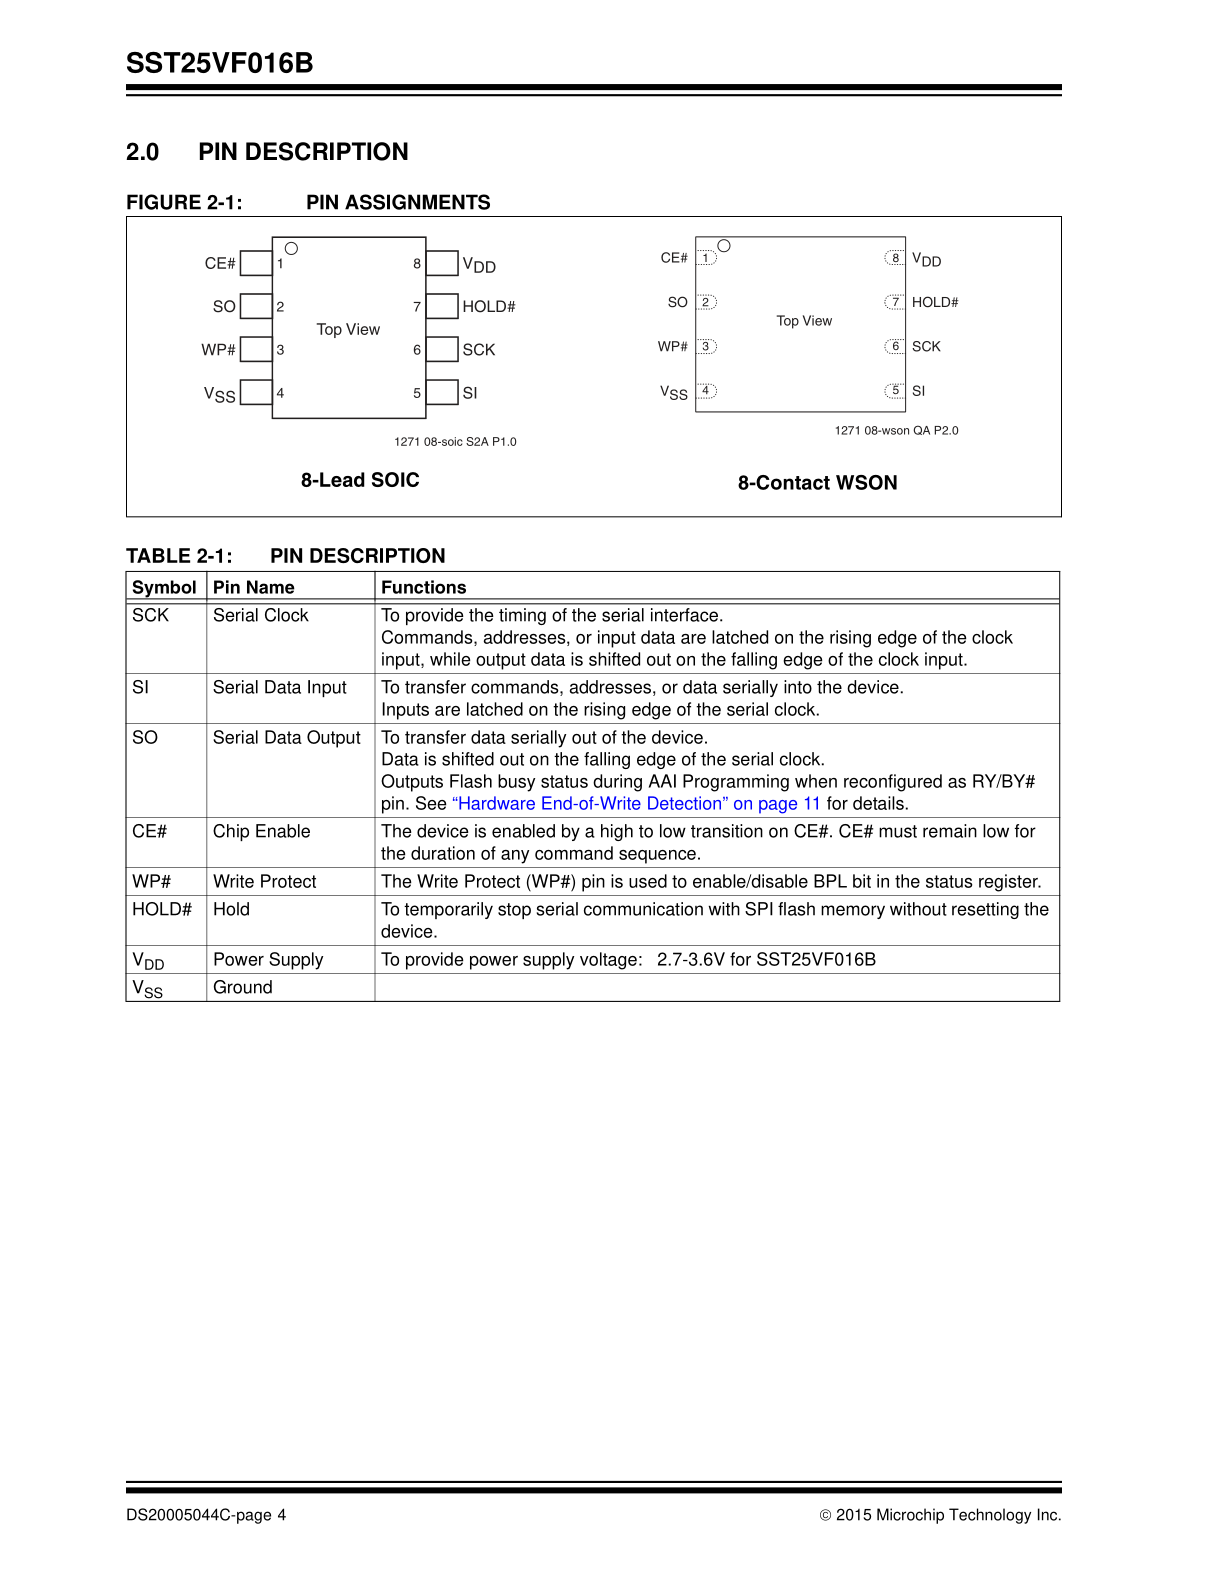 SST25VF016B
2.0 PIN DESCRIPTION
FIGURE 2-1: PIN ASSIGNMENTS
CE# 1 8 VDD
SO 2 7 HOLD#
Top View
WP# 3 6 SCK
VSS 4 5 SI
1271 08-soic S2A P1.0
8-Lead SOIC
CE# 1 8 VDD
SO 2 7 HOLD#
Top View
WP# 3 6 SCK
VSS 4 5 SI
1271 08-wson QA P2.0
8-Contact WSON
TABLE 2-1: PIN DESCRIPTION
Symbol Pin Name Functions
SCK Serial Clock To provide the timing of the serial interface.
Commands, addresses, or input data are latched on the rising edge of the clock
input, while output data is shifted out on the falling edge of the clock input.
SI Serial Data Input To transfer commands, addresses, or data serially into the device.
Inputs are latched on the rising edge of the serial clock.
SO Serial Data Output To transfer data serially out of the device.
Data is shifted out on the falling edge of the serial clock.
Outputs Flash busy status during AAI Programming when reconfigured as RY/BY#
pin. See “Hardware End-of-Write Detection” on page 11 for details.
CE# Chip Enable The device is enabled by a high to low transition on CE#. CE# must remain low for
the duration of any command sequence.
WP# Write Protect The Write Protect (WP#) pin is used to enable/disable BPL bit in the status register.
HOLD# Hold To temporarily stop serial communication with SPI flash memory without resetting the
device.
VDD Power Supply To provide power supply voltage: 2.7-3.6V for SST25VF016B
VSS Ground
DS20005044C-page 4 © 2015 Microchip Technology Inc.